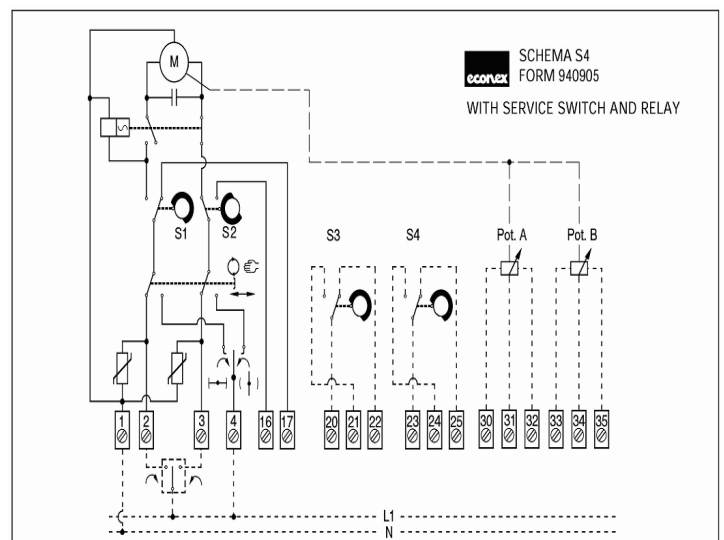 econex
SCHEMA S4
FORM 940905
WITH SERVICE SWITCH AND RELAY
M
S1
S2
S3
S4
Pot. A
Pot. B
1 2 3 4 16 17 20 21 22 23 24 25 30 31 32 33 34 35
L1
N